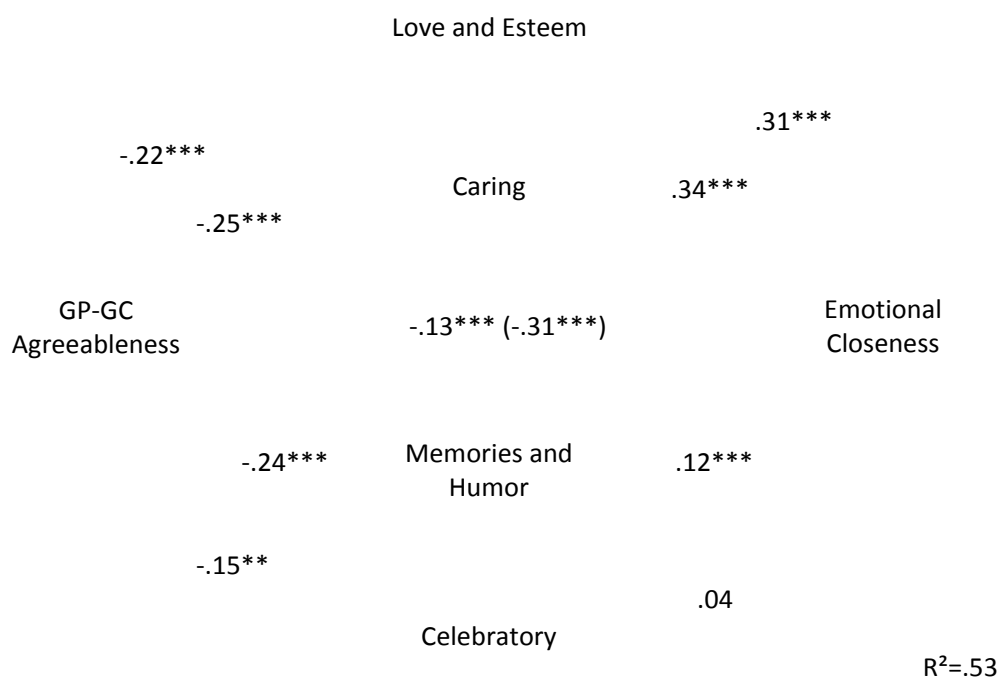 Love and Esteem
.31***
-.22***
Caring
.34***
-.25***
GP-GC
Agreeableness
-.13*** (-.31***)
Emotional
Closeness
-.24***
Memories and
Humor
.12***
-.15**
.04
Celebratory
R²=.53